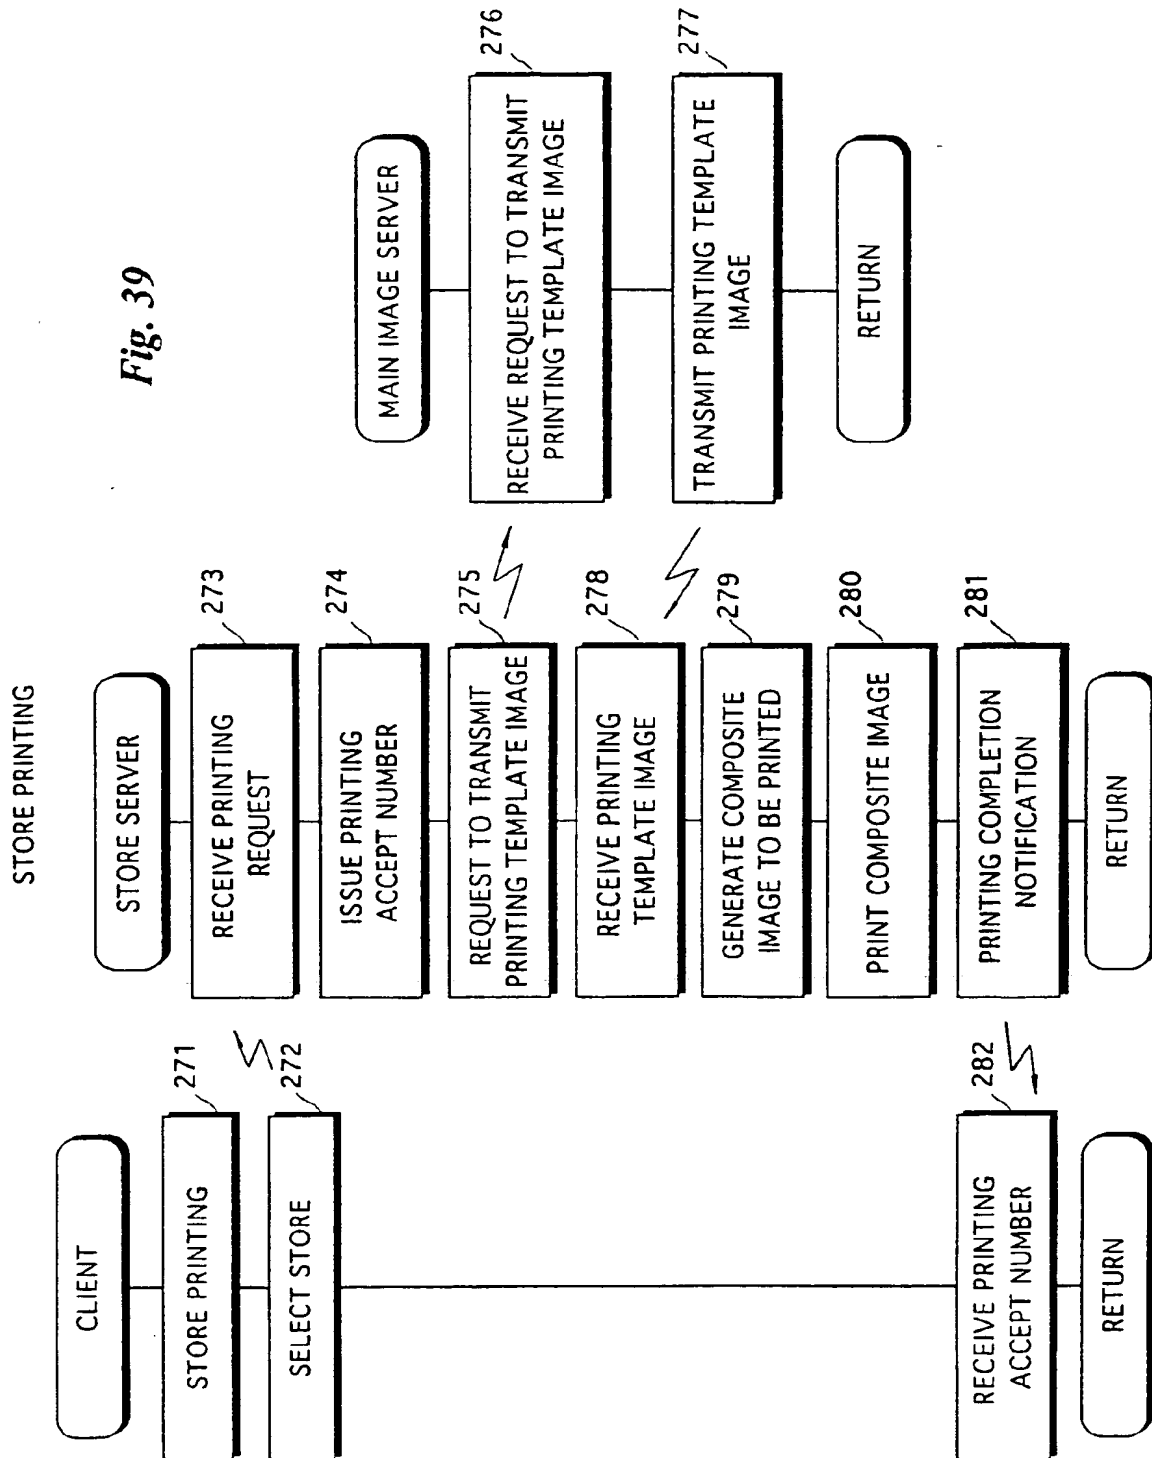 Fig. 39
STORE PRINTING
CLIENT
271
STORE PRINTING
272
SELECT STORE
282
RECEIVE PRINTING
ACCEPT NUMBER
RETURN
STORE SERVER
273
RECEIVE PRINTING
REQUEST
274
ISSUE PRINTING
ACCEPT NUMBER
275
REQUEST TO TRANSMIT
PRINTING TEMPLATE IMAGE
278
RECEIVE PRINTING
TEMPLATE IMAGE
279
GENERATE COMPOSITE
IMAGE TO BE PRINTED
280
PRINT COMPOSITE IMAGE
281
PRINTING COMPLETION
NOTIFICATION
RETURN
MAIN IMAGE SERVER
276
RECEIVE REQUEST TO TRANSMIT
PRINTING TEMPLATE IMAGE
277
TRANSMIT PRINTING TEMPLATE
IMAGE
RETURN